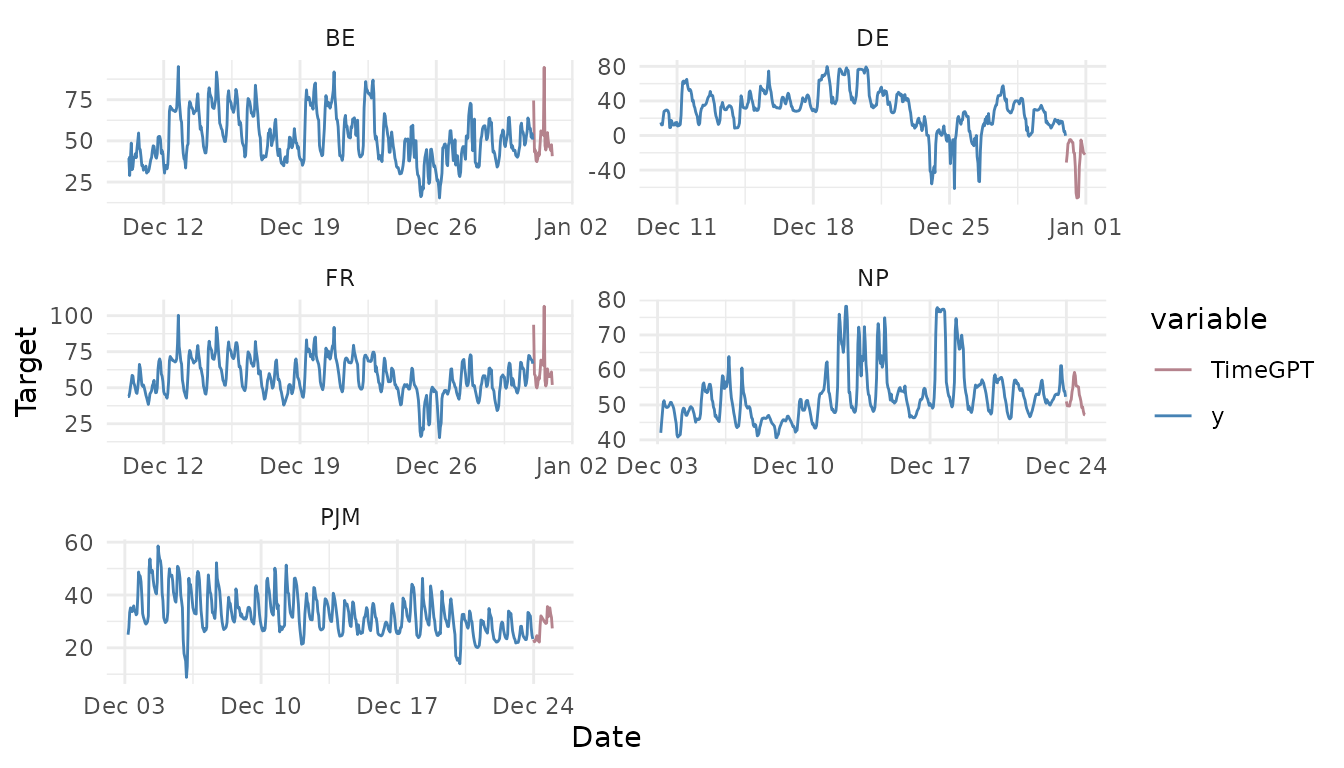 BE
DE
75
50
25
80
40
0
-40
Dec 12 Dec 19 Dec 26 Jan 02
Dec 11 Dec 18 Dec 25 Jan 01
FR
NP
100
75
50
25
80
70
60
50
40
Dec 12 Dec 19 Dec 26 Jan 02
Dec 03 Dec 10 Dec 17 Dec 24
PJM
60
40
20
Dec 03 Dec 10 Dec 17 Dec 24
Target
Date
variable
TimeGPT
y